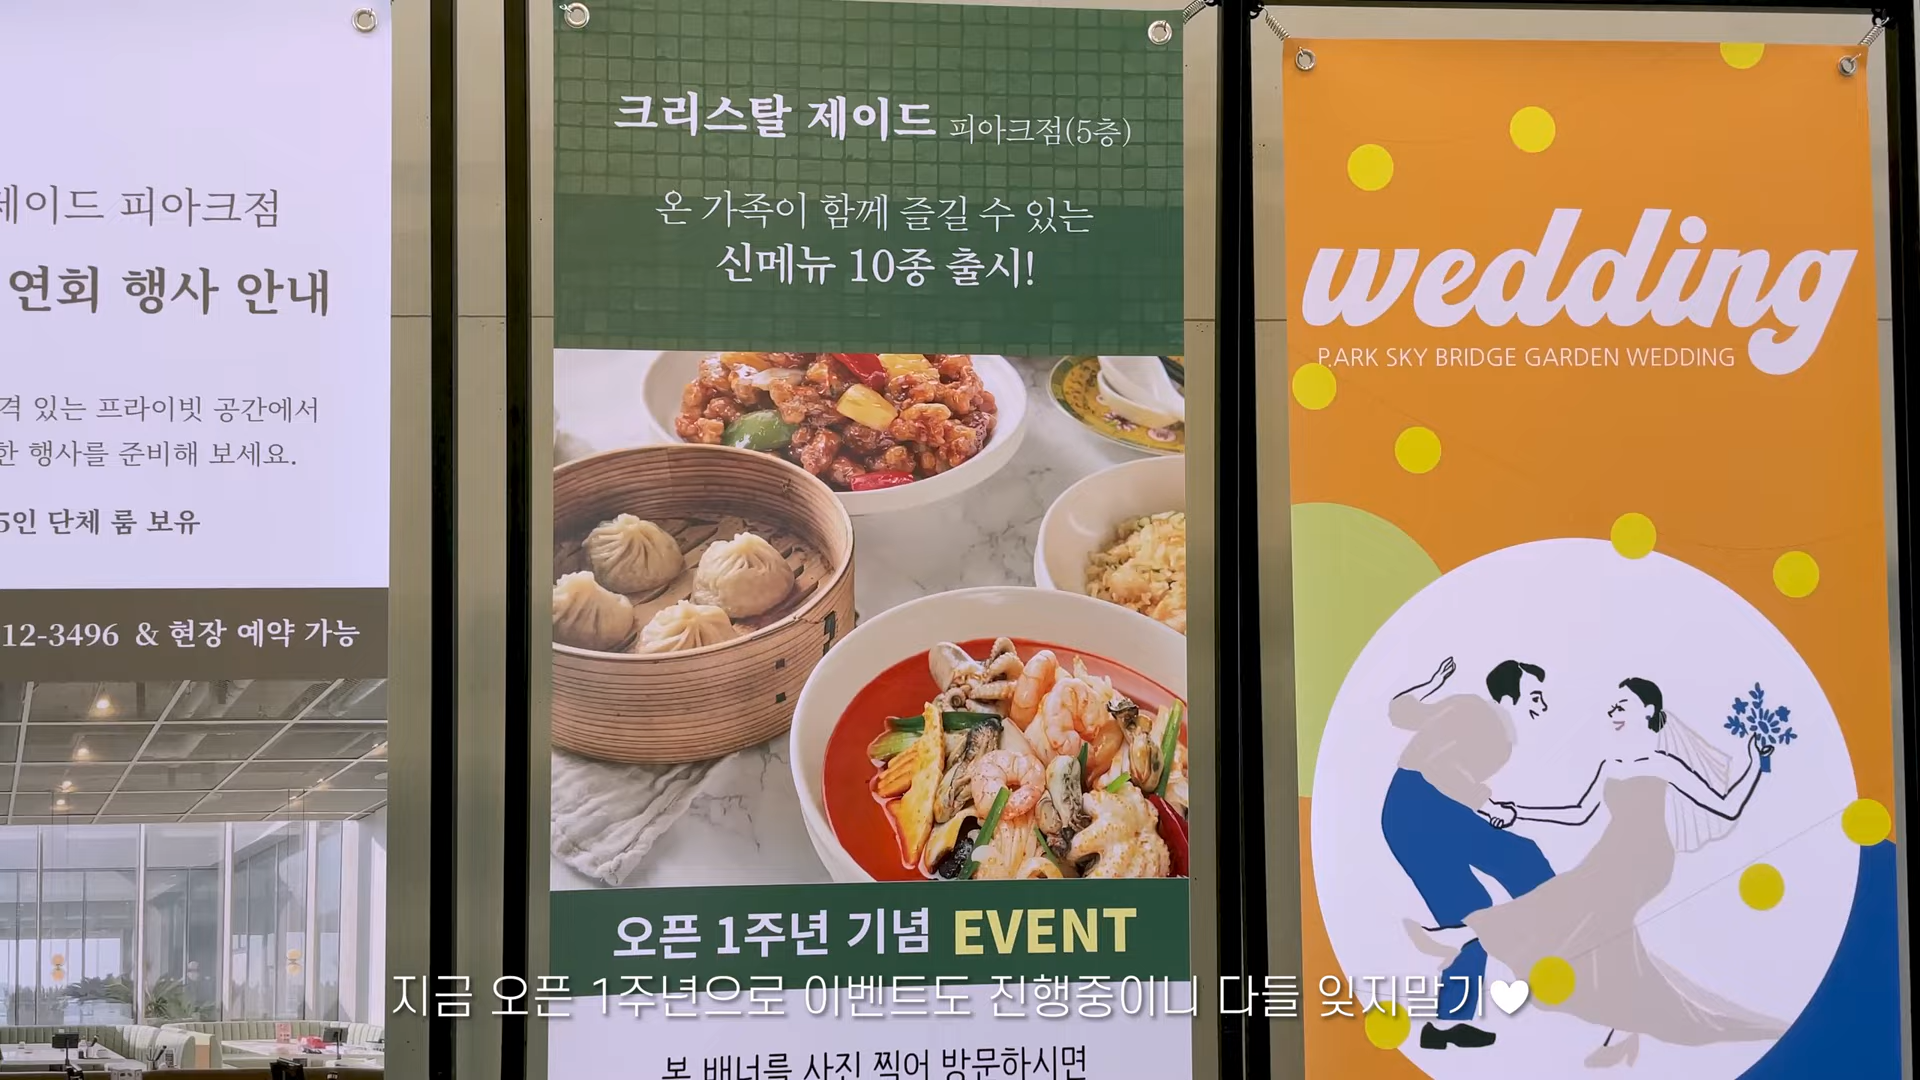 제이드 피아크점
연회 행사 안내
격 있는 프라이빗 공간에서
한 행사를 준비해 보세요.
5인 단체 룸 보유
12-3496 & 현장 예약 가능
크리스탈 제이드 피아크점(5층)
온 가족이 함께 즐길 수 있는
신메뉴 10종 출시!
오픈 1주년 기념 EVENT
본 배너를 사진 찍어 방문하시면
wedding
P.ARK SKY BRIDGE GARDEN WEDDING
지금 오픈 1주년으로 이벤트도 진행중이니 다들 잊지말기♥